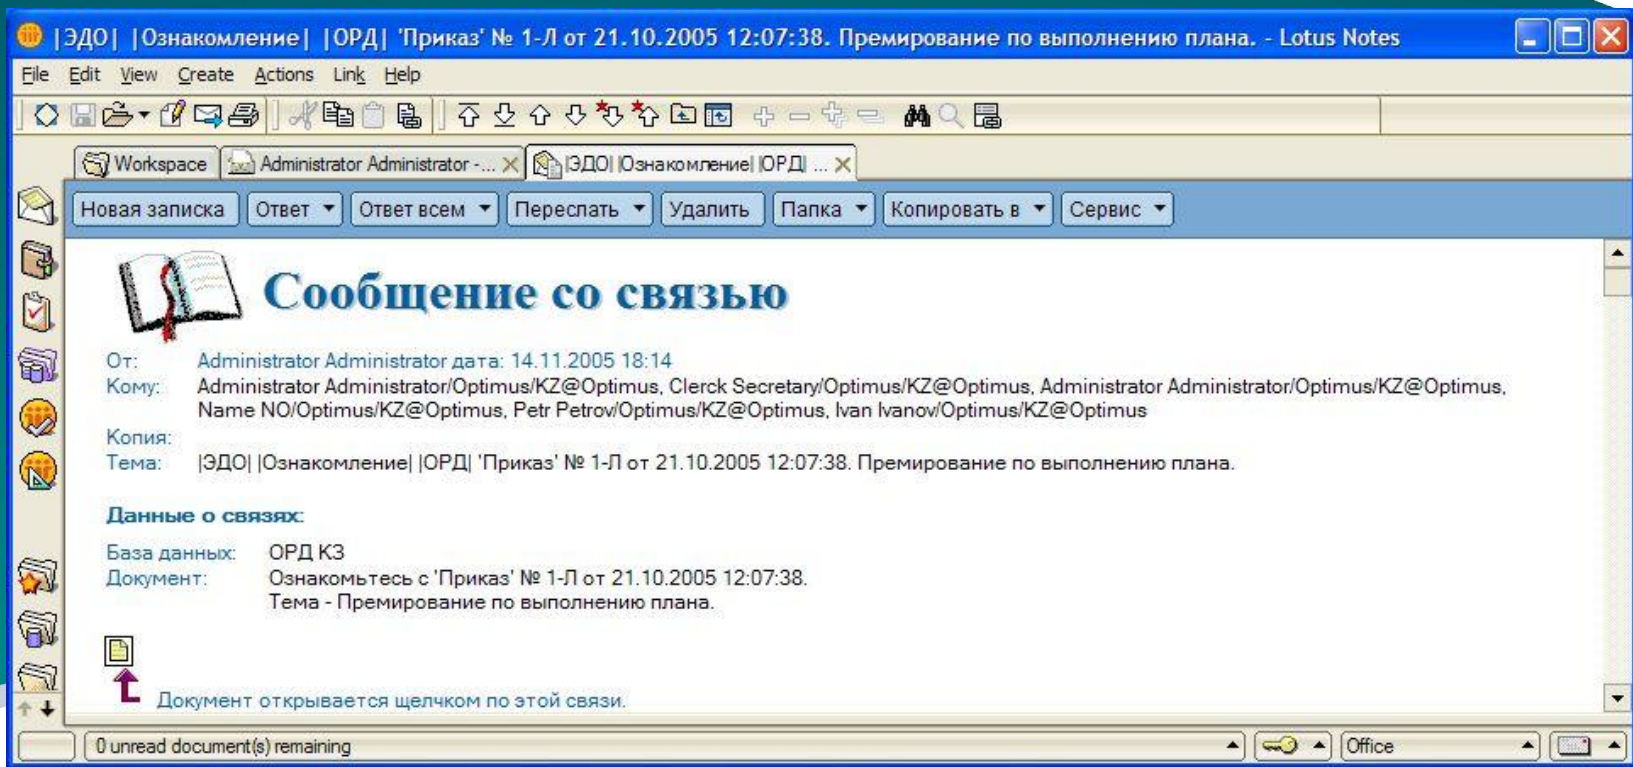 |ЭДО| |Ознакомление| |ОРД| 'Приказ' № 1-Л от 21.10.2005 12:07:38. Премирование по выполнению плана. - Lotus Notes
File Edit View Create Actions Link Help
Workspace Administrator Administrator -... |ЭДО| |Ознакомление| |ОРД| ...
Новая записка Ответ Ответ всем Переслать Удалить Папка Копировать в Сервис
Сообщение со связью
От: Administrator Administrator дата: 14.11.2005 18:14
Кому: Administrator Administrator/Optimus/KZ@Optimus, Clerck Secretary/Optimus/KZ@Optimus, Administrator Administrator/Optimus/KZ@Optimus,
Name NO/Optimus/KZ@Optimus, Petr Petrov/Optimus/KZ@Optimus, Ivan Ivanov/Optimus/KZ@Optimus
Копия:
Тема: |ЭДО| |Ознакомление| |ОРД| 'Приказ' № 1-Л от 21.10.2005 12:07:38. Премирование по выполнению плана.
Данные о связях:
База данных: ОРД КЗ
Документ: Ознакомьтесь с 'Приказ' № 1-Л от 21.10.2005 12:07:38.
Тема - Премирование по выполнению плана.
Документ открывается щелчком по этой связи.
0 unread document(s) remaining Office